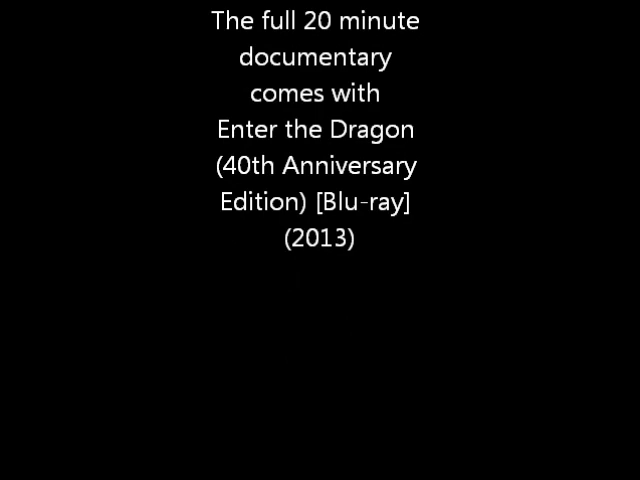 The full 20 minute
documentary
comes with
Enter the Dragon
(40th Anniversary
Edition) [Blu-ray]
(2013)